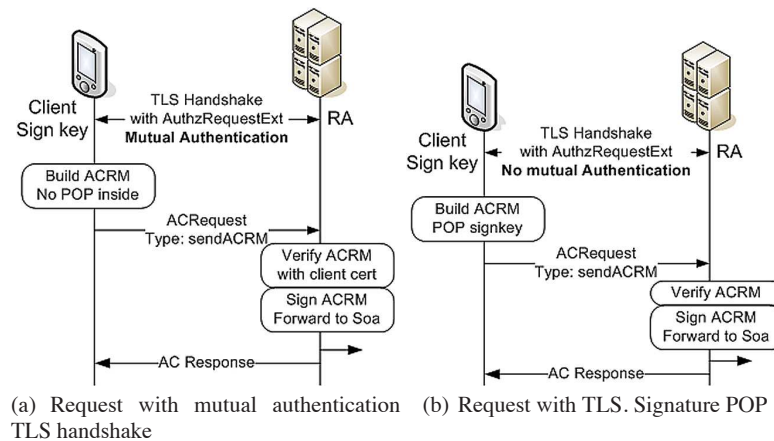 Client
Sign key
TLS Handshake
with AuthzRequestExt
Mutual Authentication
RA
Build ACRM
No POP inside
ACRequest
Type: sendACRM
Verify ACRM
with client cert
Sign ACRM
Forward to Soa
AC Response
(a) Request with mutual authentication
TLS handshake
Client
Sign key
TLS Handshake
with AuthzRequestExt
No mutual Authentication
RA
Build ACRM
POP signkey
ACRequest
Type: sendACRM
Verify ACRM
Sign ACRM
Forward to Soa
AC Response
(b) Request with TLS. Signature POP